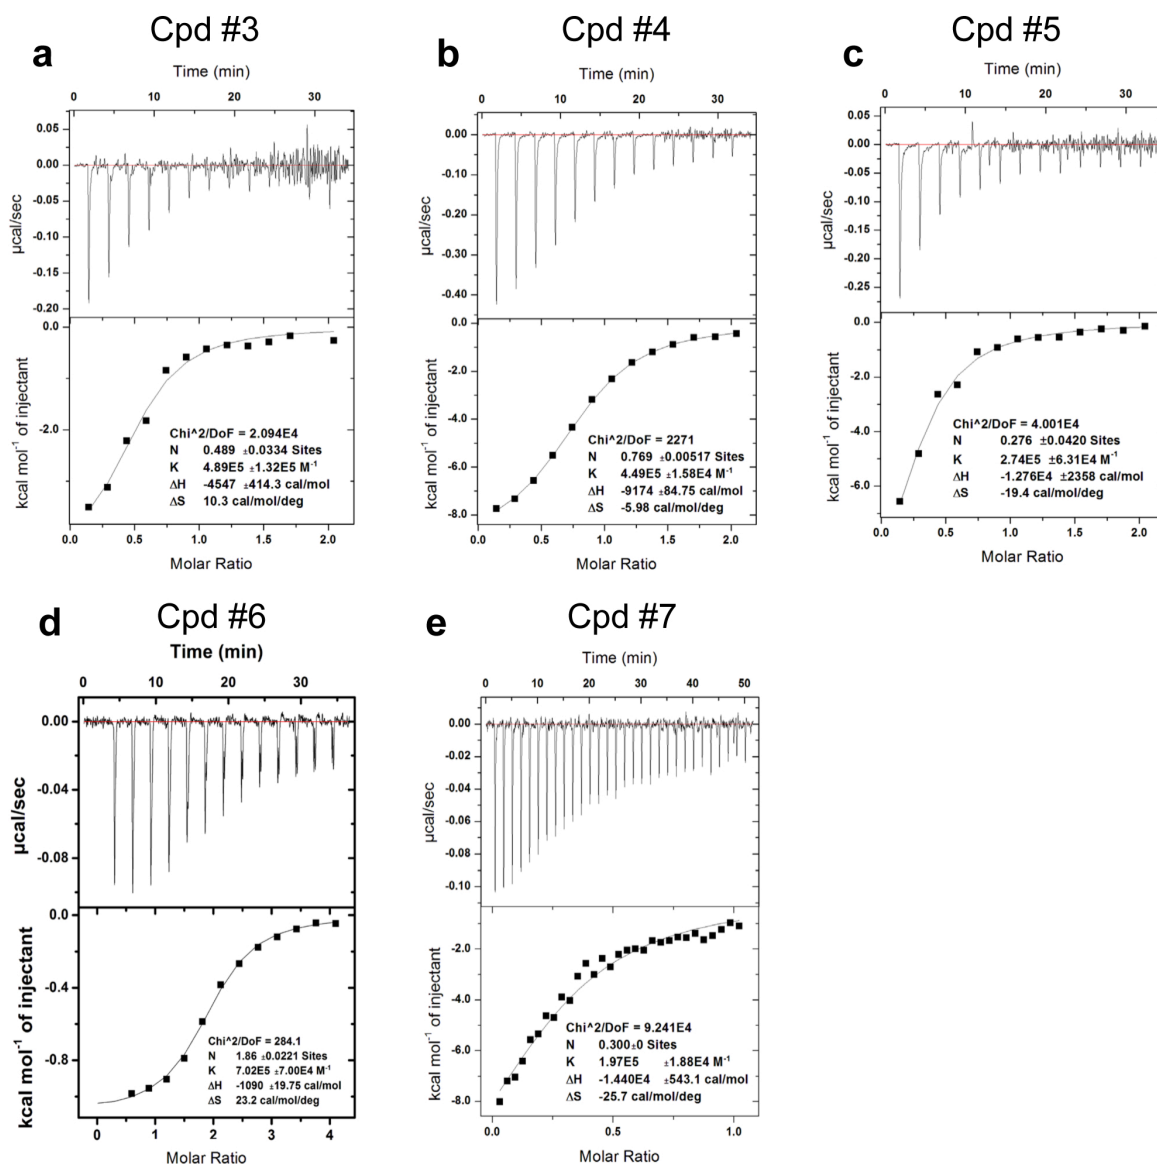 Cpd #3
a
Time (min)
0 10 20 30
0.05
0.00
-0.05
-0.10
-0.15
-0.20
µcal/sec
0.0
-2.0
kcal mol⁻¹ of injectant
Chi^2/DoF = 2.094E4
N 0.489 ±0.0334 Sites
K 4.89E5 ±1.32E5 M⁻¹
ΔH -4547 ±414.3 cal/mol
ΔS 10.3 cal/mol/deg
0.0 0.5 1.0 1.5 2.0
Molar Ratio
Cpd #4
b
Time (min)
0 10 20 30
0.00
-0.10
-0.20
-0.30
-0.40
µcal/sec
0.0
-2.0
-4.0
-6.0
-8.0
kcal mol⁻¹ of injectant
Chi^2/DoF = 2271
N 0.769 ±0.00517 Sites
K 4.49E5 ±1.58E4 M⁻¹
ΔH -9174 ±84.75 cal/mol
ΔS -5.98 cal/mol/deg
0.0 0.5 1.0 1.5 2.0
Molar Ratio
Cpd #5
c
Time (min)
0 10 20 30
0.05
0.00
-0.05
-0.10
-0.15
-0.20
-0.25
µcal/sec
0.0
-2.0
-4.0
-6.0
kcal mol⁻¹ of injectant
Chi^2/DoF = 4.001E4
N 0.276 ±0.0420 Sites
K 2.74E5 ±6.31E4 M⁻¹
ΔH -1.276E4 ±2358 cal/mol
ΔS -19.4 cal/mol/deg
0.0 0.5 1.0 1.5 2.0
Molar Ratio
Cpd #6
d
Time (min)
0 10 20 30
0.00
-0.04
-0.08
µcal/sec
0.0
-0.4
-0.8
kcal mol⁻¹ of injectant
Chi^2/DoF = 284.1
N 1.86 ±0.0221 Sites
K 7.02E5 ±7.00E4 M⁻¹
ΔH -1090 ±19.75 cal/mol
ΔS 23.2 cal/mol/deg
0 1 2 3 4
Molar Ratio
Cpd #7
e
Time (min)
0 10 20 30 40 50
0.00
-0.02
-0.04
-0.06
-0.08
-0.10
µcal/sec
-2.0
-4.0
-6.0
-8.0
kcal mol⁻¹ of injectant
Chi^2/DoF = 9.241E4
N 0.300±0 Sites
K 1.97E5 ±1.88E4 M⁻¹
ΔH -1.440E4 ±543.1 cal/mol
ΔS -25.7 cal/mol/deg
0.0 0.5 1.0
Molar Ratio